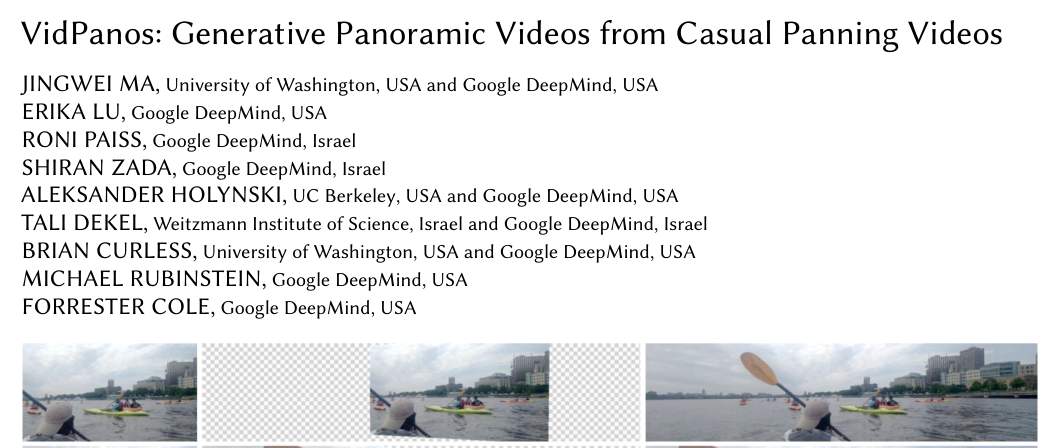 VidPanos: Generative Panoramic Videos from Casual Panning Videos
JINGWEI MA, University of Washington, USA and Google DeepMind, USA
ERIKA LU, Google DeepMind, USA
RONI PAISS, Google DeepMind, Israel
SHIRAN ZADA, Google DeepMind, Israel
ALEKSANDER HOLYNSKI, UC Berkeley, USA and Google DeepMind, USA
TALI DEKEL, Weitzmann Institute of Science, Israel and Google DeepMind, Israel
BRIAN CURLESS, University of Washington, USA and Google DeepMind, USA
MICHAEL RUBINSTEIN, Google DeepMind, USA
FORRESTER COLE, Google DeepMind, USA